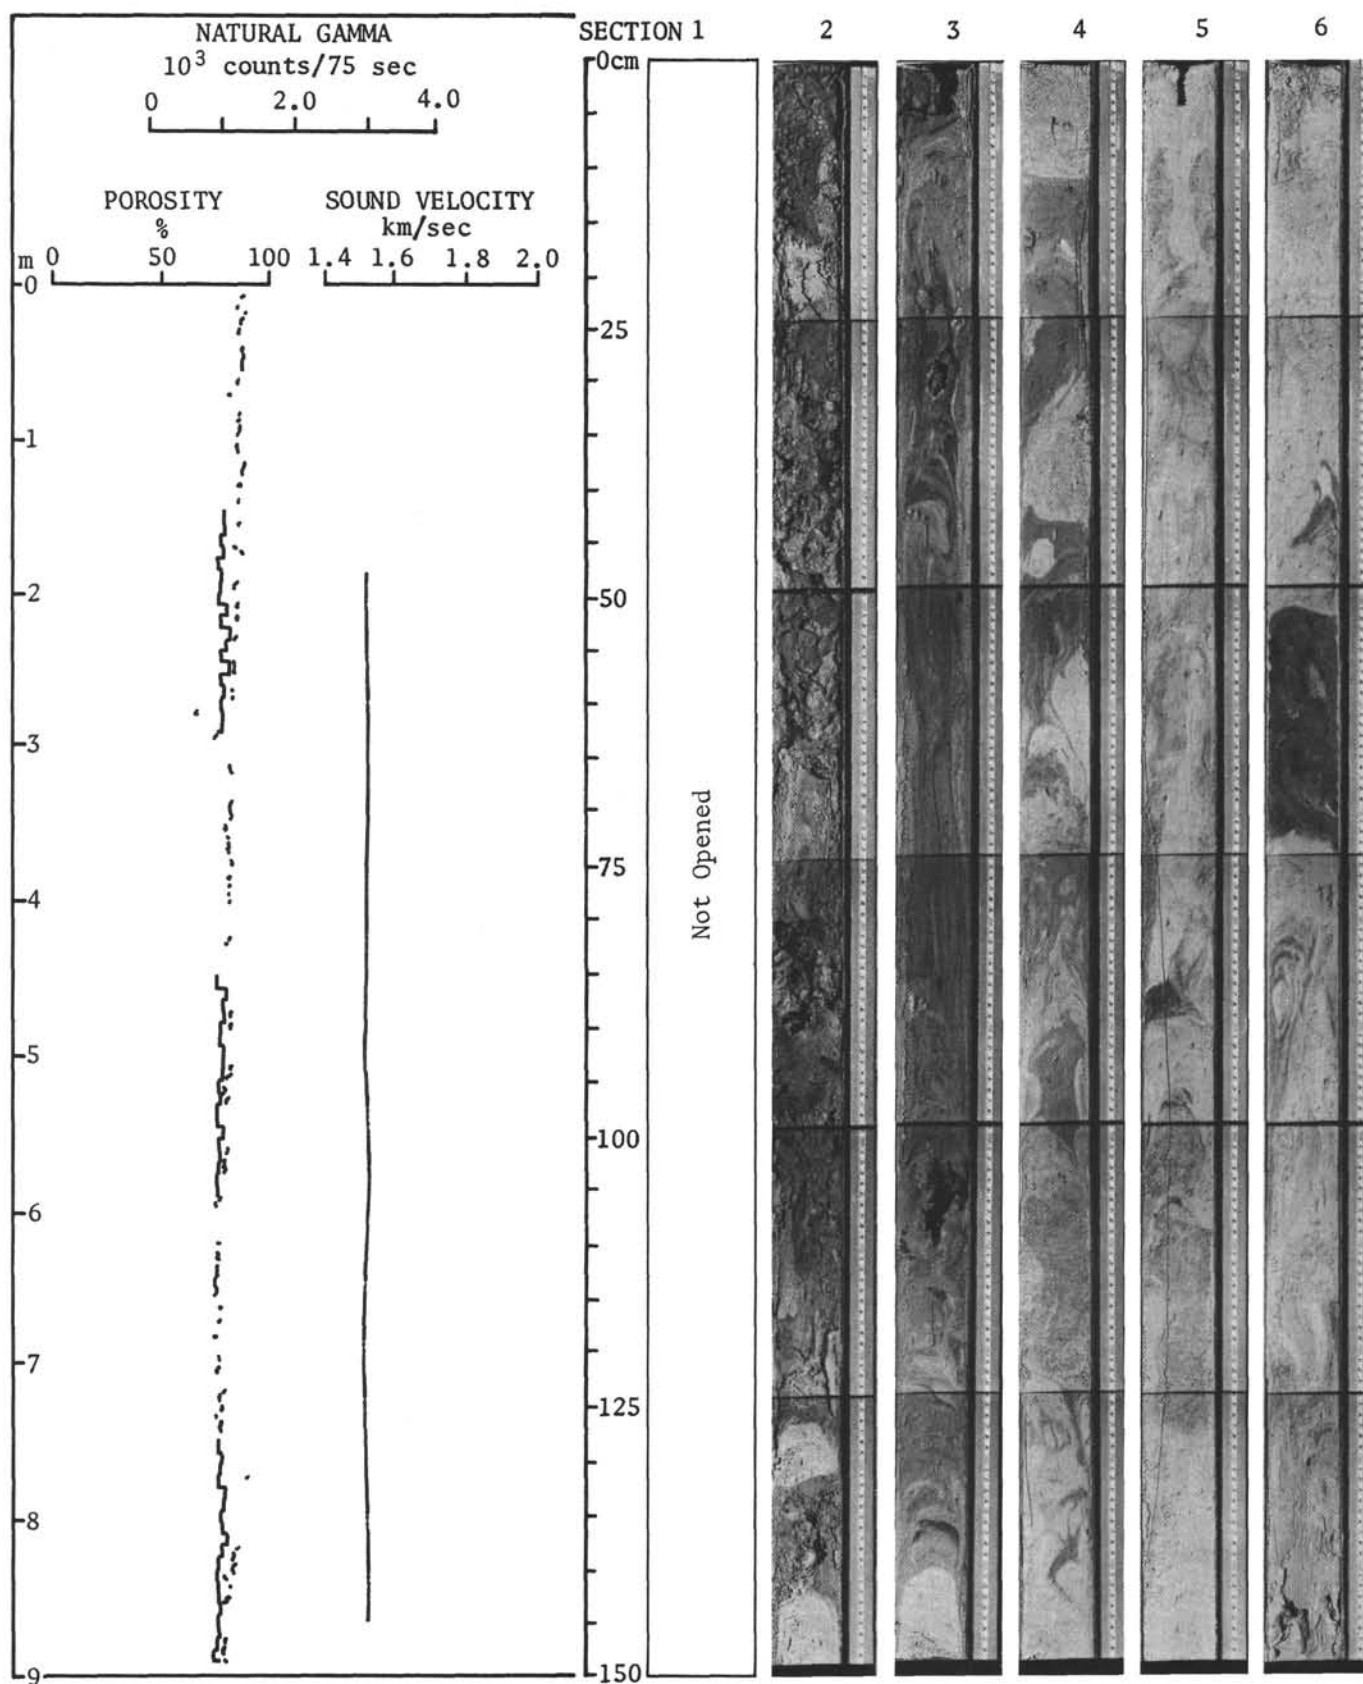 NATURAL GAMMA
10³ counts/75 sec
0 2.0 4.0
POROSITY
%
0 50 100
SOUND VELOCITY
km/sec
1.4 1.6 1.8 2.0
m
0
1
2
3
4
5
6
7
8
9
SECTION 1 2 3 4 5 6
0cm
25
50
75
100
125
150
Not Opened